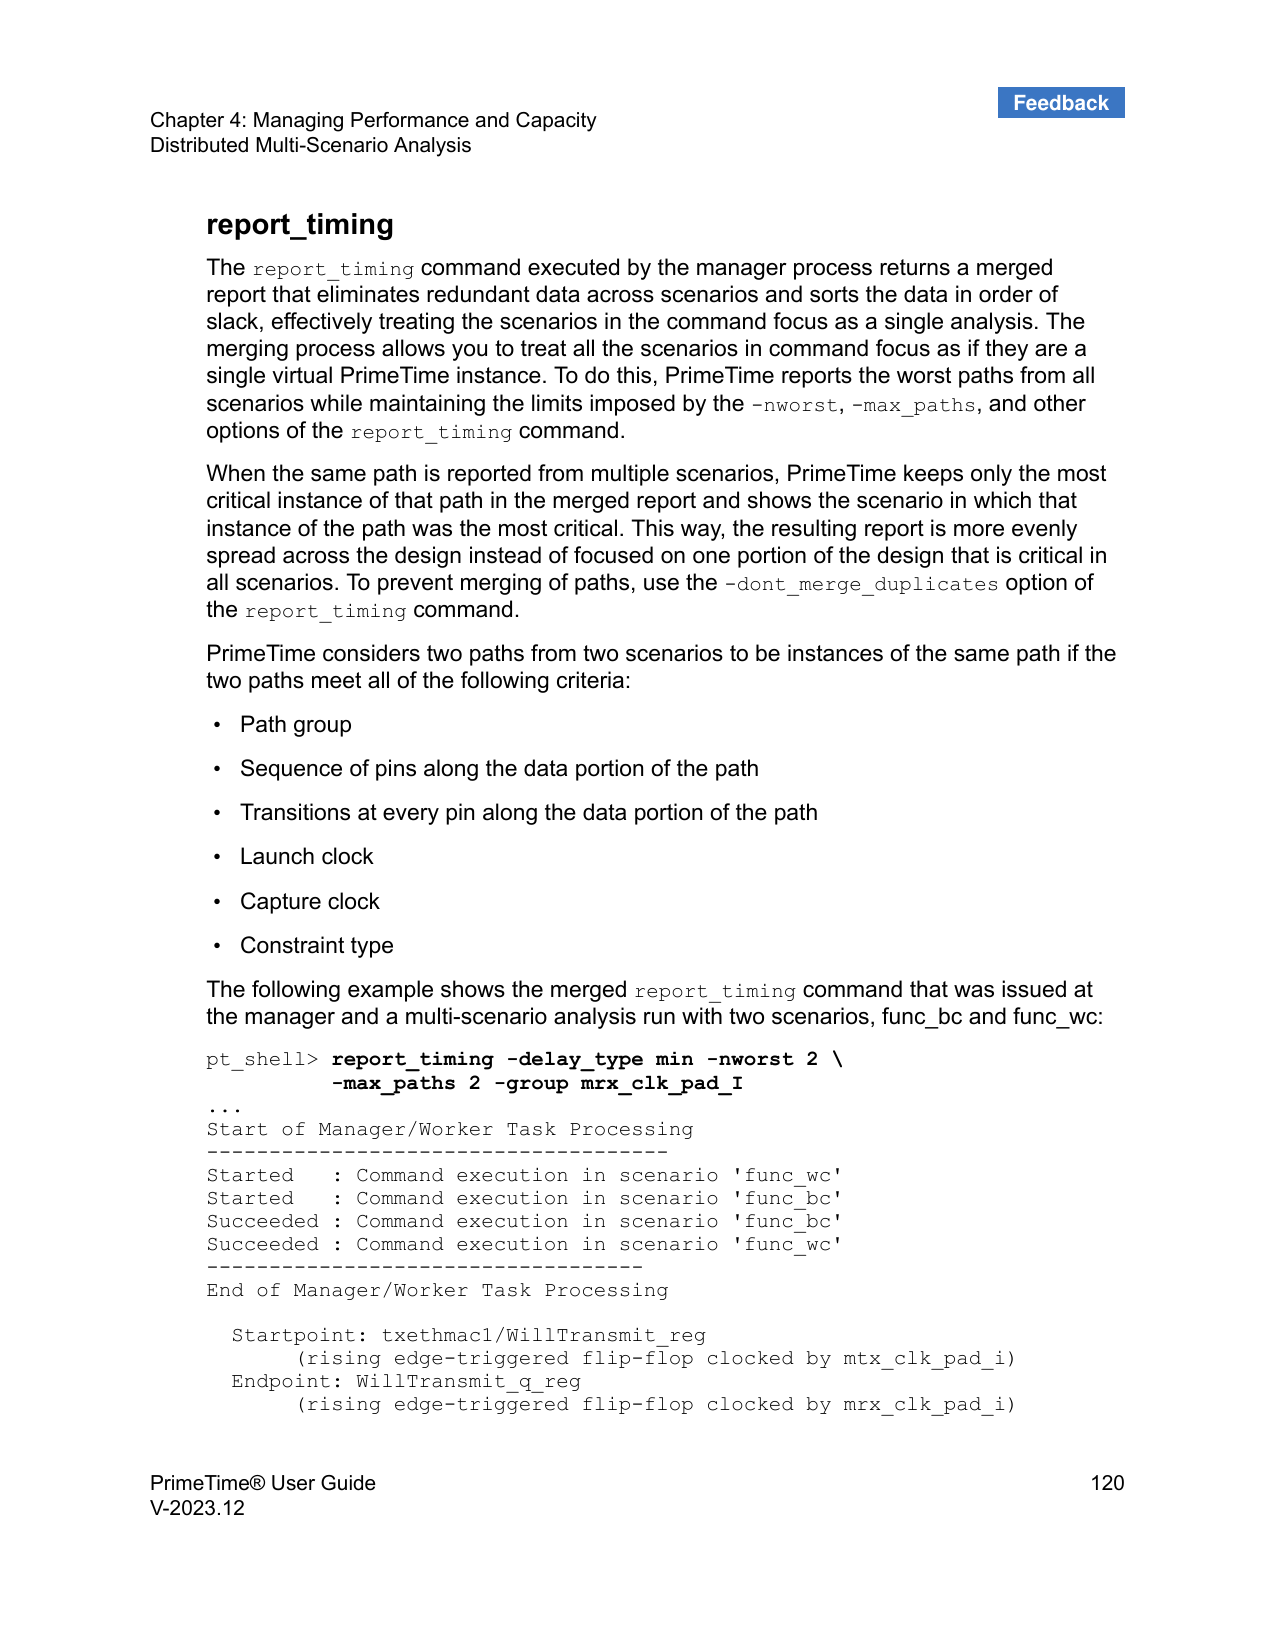 Feedback
Chapter 4: Managing Performance and Capacity
Distributed Multi-Scenario Analysis
report_timing
The report_timing command executed by the manager process returns a merged
report that eliminates redundant data across scenarios and sorts the data in order of
slack, effectively treating the scenarios in the command focus as a single analysis. The
merging process allows you to treat all the scenarios in command focus as if they are a
single virtual PrimeTime instance. To do this, PrimeTime reports the worst paths from all
scenarios while maintaining the limits imposed by the -nworst, -max_paths, and other
options of the report_timing command.
When the same path is reported from multiple scenarios, PrimeTime keeps only the most
critical instance of that path in the merged report and shows the scenario in which that
instance of the path was the most critical. This way, the resulting report is more evenly
spread across the design instead of focused on one portion of the design that is critical in
all scenarios. To prevent merging of paths, use the -dont_merge_duplicates option of
the report_timing command.
PrimeTime considers two paths from two scenarios to be instances of the same path if the
two paths meet all of the following criteria:
• Path group
• Sequence of pins along the data portion of the path
• Transitions at every pin along the data portion of the path
• Launch clock
• Capture clock
• Constraint type
The following example shows the merged report_timing command that was issued at
the manager and a multi-scenario analysis run with two scenarios, func_bc and func_wc:
pt_shell> report_timing -delay_type min -nworst 2 \
-max_paths 2 -group mrx_clk_pad_I
...
Start of Manager/Worker Task Processing
-------------------------------------
Started   : Command execution in scenario 'func_wc'
Started   : Command execution in scenario 'func_bc'
Succeeded : Command execution in scenario 'func_bc'
Succeeded : Command execution in scenario 'func_wc'
-----------------------------------
End of Manager/Worker Task Processing
Startpoint: txethmac1/WillTransmit_reg
(rising edge-triggered flip-flop clocked by mtx_clk_pad_i)
Endpoint: WillTransmit_q_reg
(rising edge-triggered flip-flop clocked by mrx_clk_pad_i)
PrimeTime® User Guide 120
V-2023.12